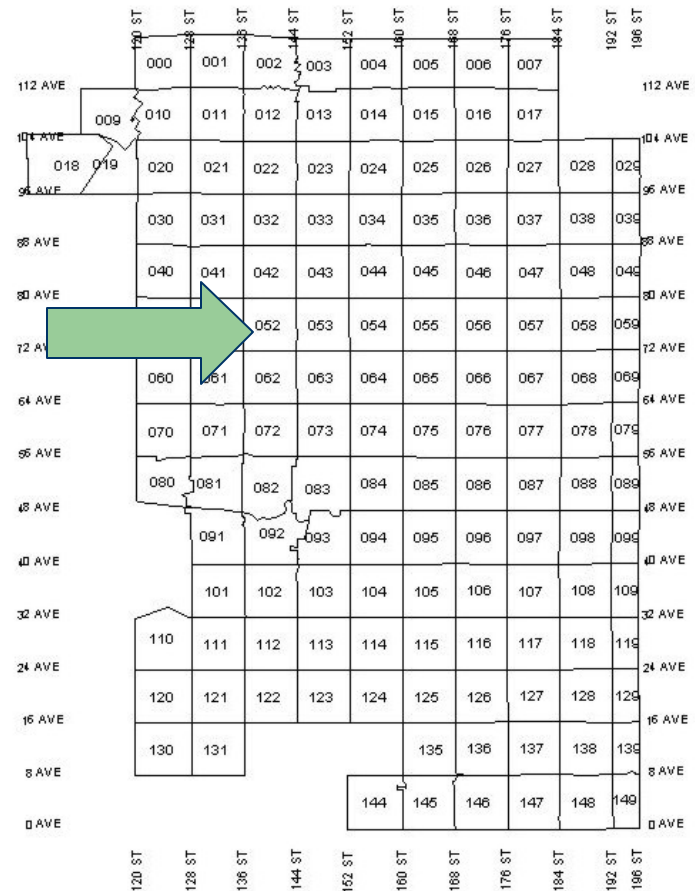 120 ST 128 ST 136 ST 144 ST 152 ST 160 ST 168 ST 176 ST 184 ST 192 ST 196 ST
000 001 002 003 004 005 006 007
112 AVE 112 AVE
009 010 011 012 013 014 015 016 017
104 AVE 104 AVE
018 019 020 021 022 023 024 025 026 027 028 029
96 AVE 96 AVE
030 031 032 033 034 035 036 037 038 039
88 AVE 88 AVE
040 041 042 043 044 045 046 047 048 049
80 AVE 80 AVE
052 053 054 055 056 057 058 059
72 AVE 72 AVE
060 061 062 063 064 065 066 067 068 069
64 AVE 64 AVE
070 071 072 073 074 075 076 077 078 079
56 AVE 56 AVE
080 081 082 083 084 085 086 087 088 089
48 AVE 48 AVE
091 092 093 094 095 096 097 098 099
40 AVE 40 AVE
101 102 103 104 105 106 107 108 109
32 AVE 32 AVE
110 111 112 113 114 115 116 117 118 119
24 AVE 24 AVE
120 121 122 123 124 125 126 127 128 129
16 AVE 16 AVE
130 131 135 136 137 138 139
8 AVE 8 AVE
144 145 146 147 148 149
0 AVE 0 AVE
120 ST 128 ST 136 ST 144 ST 152 ST 160 ST 168 ST 176 ST 184 ST 192 ST 196 ST